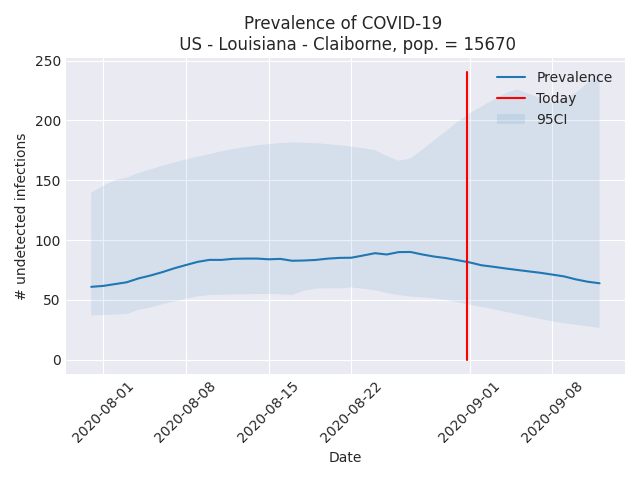 Prevalence of COVID-19
US - Louisiana - Claiborne, pop. = 15670
# undetected infections
250
200
150
100
50
0
Prevalence
Today
95CI
2020-08-01
2020-08-08
2020-08-15
2020-08-22
2020-09-01
2020-09-08
Date